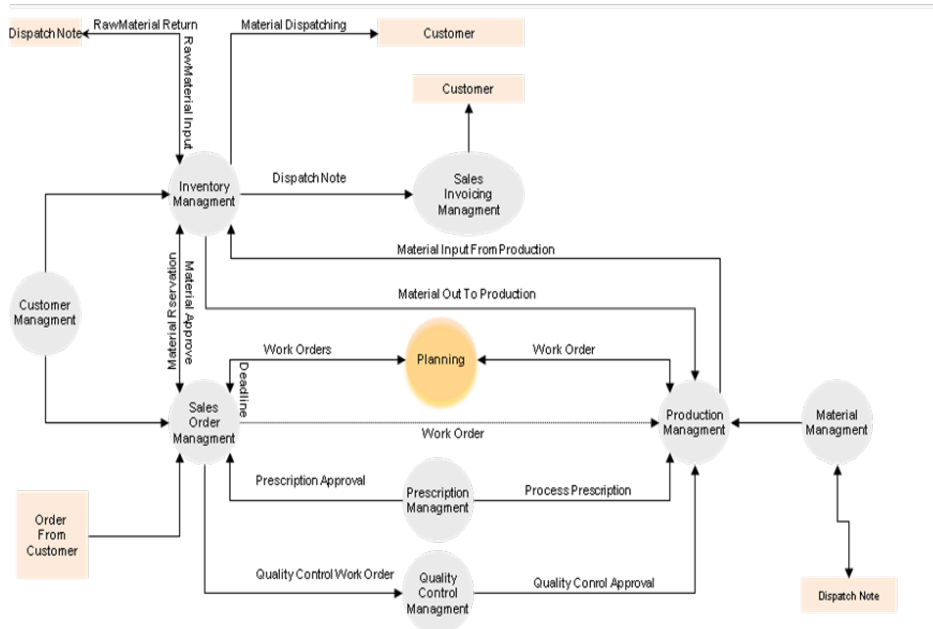 RawMaterial Return
Dispatch Note
RawMaterial Input
Material Dispatching
Customer
Customer
Inventory
Managment
Dispatch Note
Sales
Invoicing
Managment
Material Input From Production
Material Out To Production
Customer
Managment
Material Rservation
Material Approve
Work Orders
Planning
Work Order
Deadline
Sales
Order
Managment
Work Order
Production
Managment
Material
Managment
Prescription Approval
Prescription
Managment
Process Prescription
Order
From
Customer
Quality Control Work Order
Quality
Control
Managment
Quality Conrol Approval
Dispatch Note